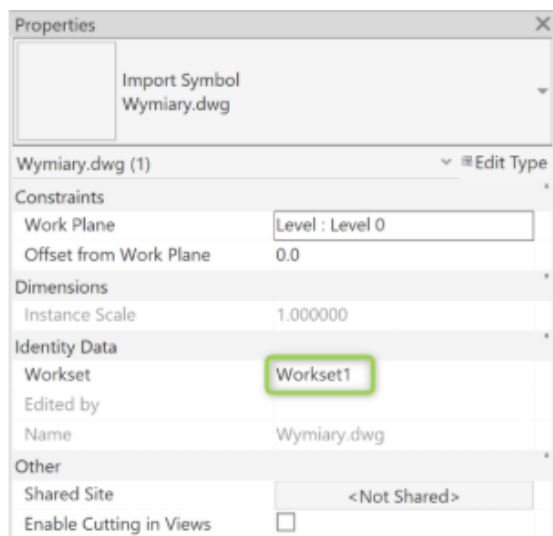 Properties
Import Symbol
Wymiary.dwg
Wymiary.dwg (1) Edit Type
Constraints
Work Plane Level : Level 0
Offset from Work Plane 0.0
Dimensions
Instance Scale 1.000000
Identity Data
Workset Workset1
Edited by
Name Wymiary.dwg
Other
Shared Site <Not Shared>
Enable Cutting in Views